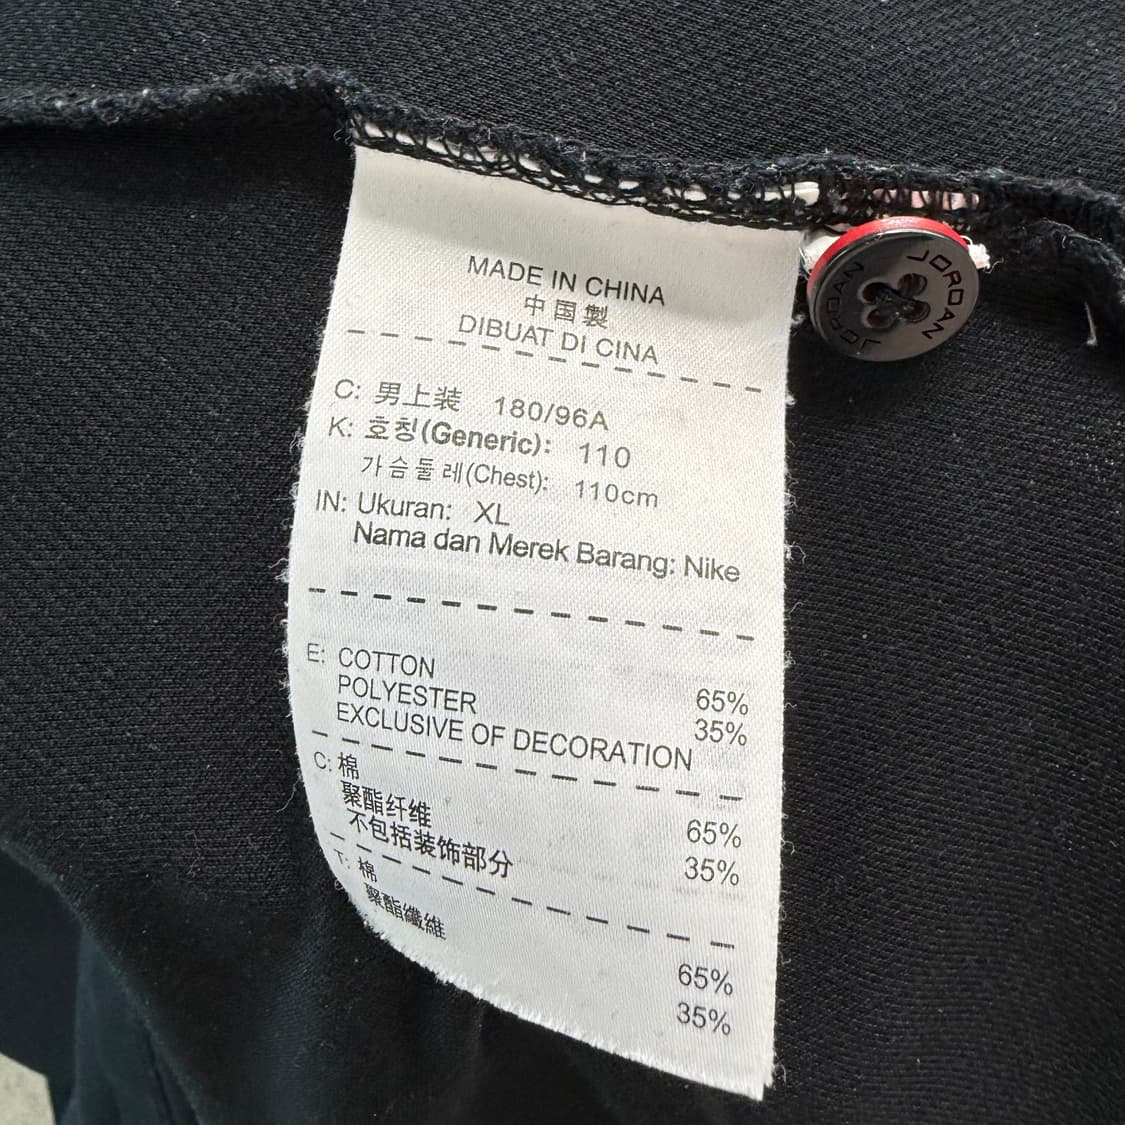 MADE IN CHINA
中国製
DIBUAT DI CINA
C: 男上装 180/96A
K: 호칭(Generic): 110
가슴둘레(Chest): 110cm
IN: Ukuran: XL
Nama dan Merek Barang: Nike
E: COTTON 65%
POLYESTER 35%
EXCLUSIVE OF DECORATION
C: 棉 65%
聚酯纤维 35%
不包括装饰部分
T: 棉 65%
聚酯纖維 35%
JORDAN
JORDAN